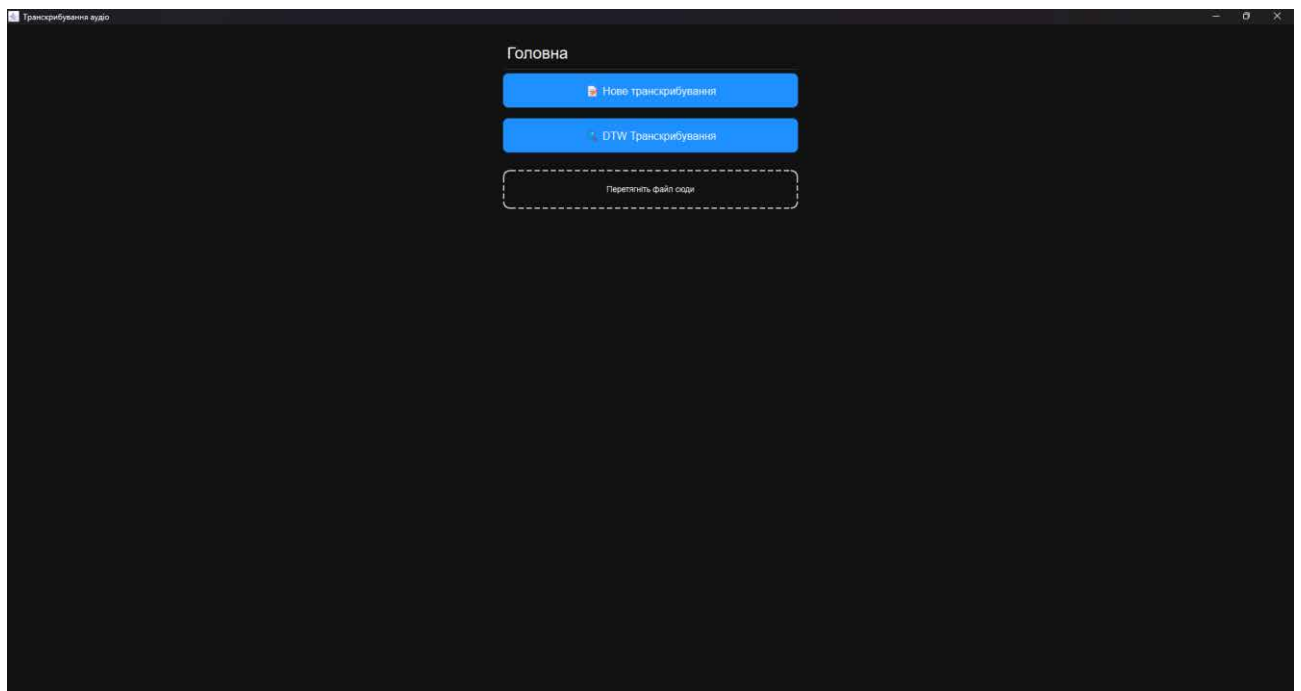 Транскрибування аудіо
Головна
Нове транскрибування
DTW Транскрибування
Перетягніть файл сюди